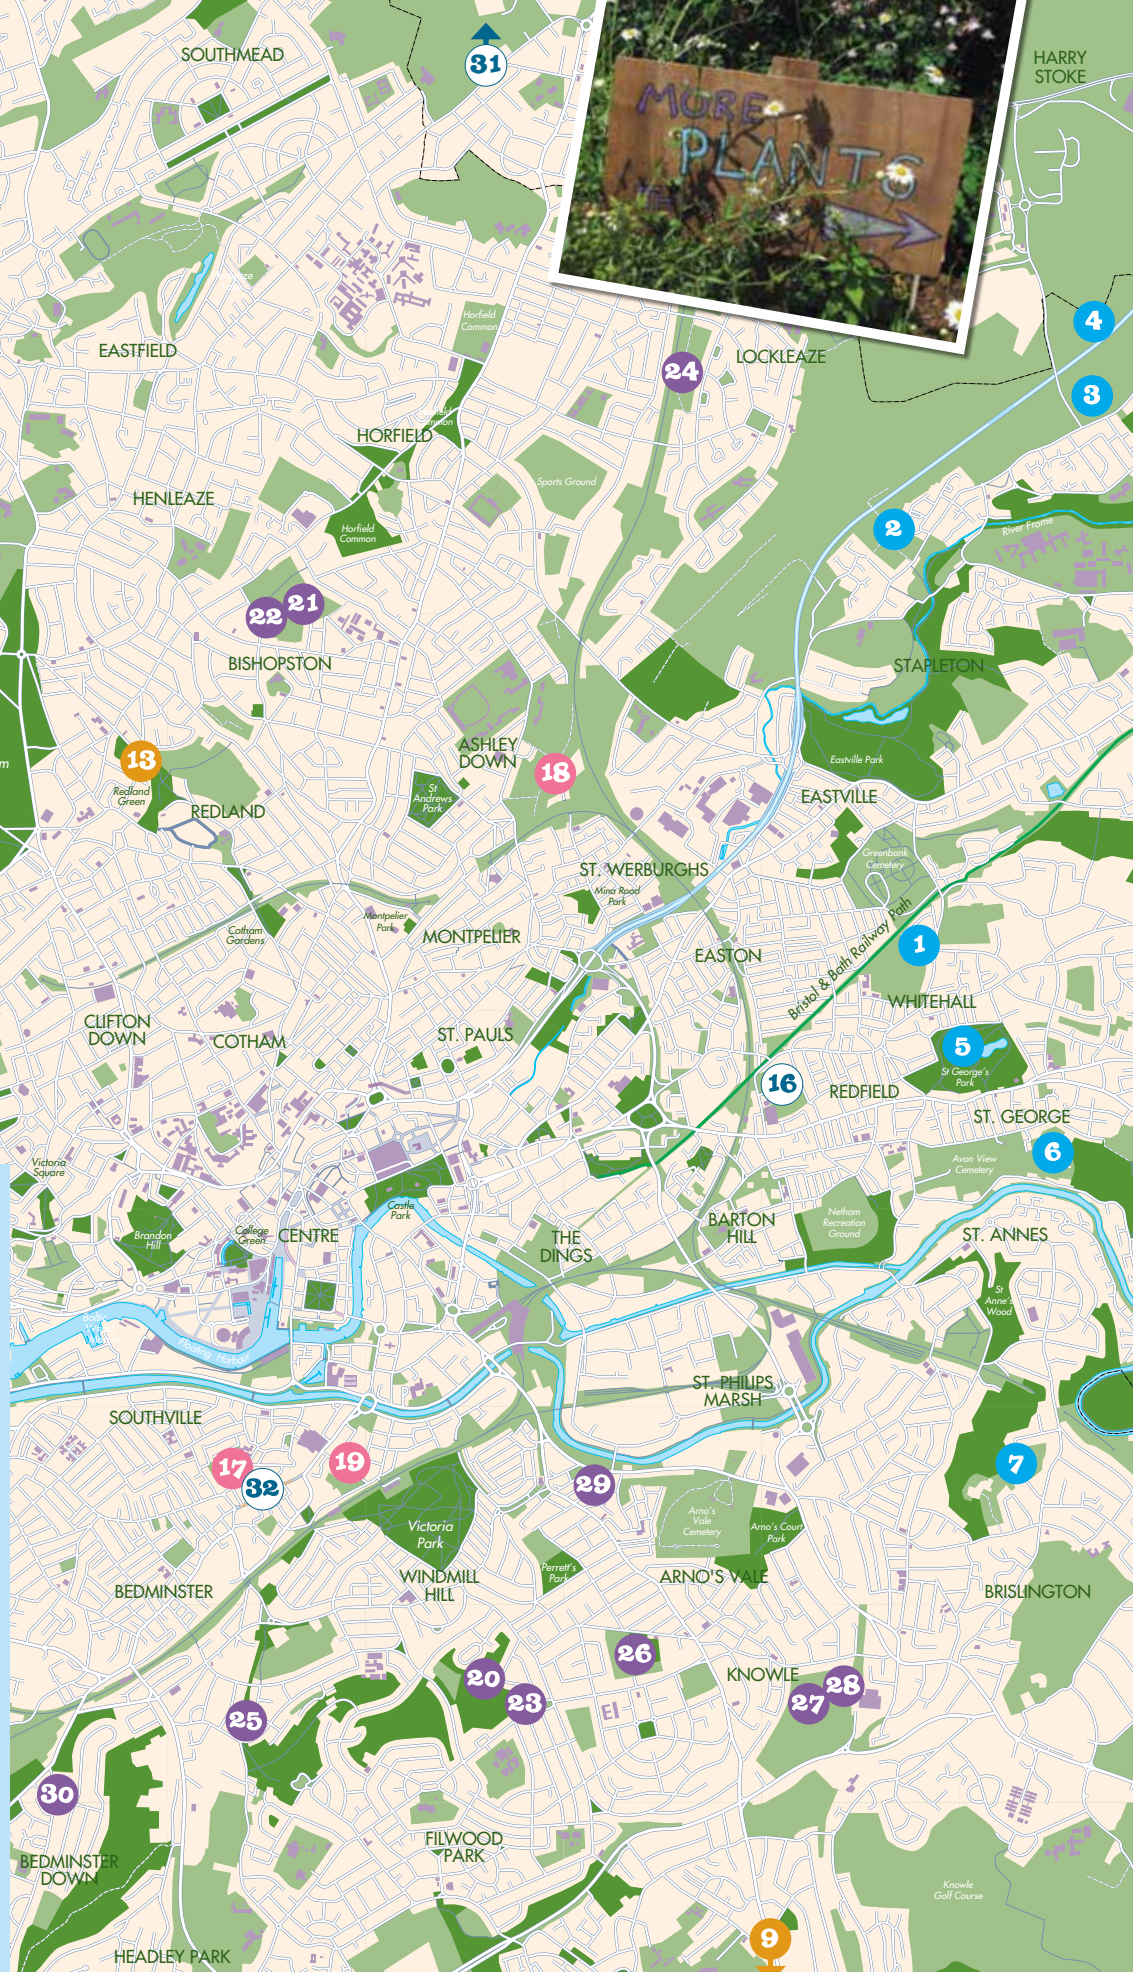 SOUTHMEAD
31
HARRY
STOKE
MORE
PLANTS
4
Horfield
Common
EASTFIELD
24
LOCKLEAZE
3
HORFIELD
Sports Ground
HENLEAZE
Horfield
Common
2
River Frome
22
21
BISHOPSTON
STAPLETON
ASHLEY
DOWN
13
18
Eastville Park
Redland
Green
St
Andrews
Park
EASTVILLE
REDLAND
ST. WERBURGHS
Greenbank
Cemetery
Mina Road
Park
Montpelier
Park
Cotham
Gardens
MONTPELIER
EASTON
1
Bristol & Bath Railway Path
WHITEHALL
CLIFTON
DOWN
COTHAM
ST. PAULS
5
St George's
Park
16
REDFIELD
ST. GEORGE
6
Victoria
Square
Avon View
Cemetery
Castle
Park
Brandon
Hill
College
Green
CENTRE
THE
DINGS
BARTON
HILL
Netham
Recreation
Ground
ST. ANNES
St
Anne's
Wood
Floating Harbour
ST. PHILIPS
MARSH
SOUTHVILLE
17
32
19
29
7
Victoria
Park
Arno's
Vale
Cemetery
Arno's Court
Park
Perrett's
Park
WINDMILL
HILL
ARNO'S VALE
BEDMINSTER
BRISLINGTON
26
20
23
KNOWLE
27
28
25
30
FILWOOD
PARK
BEDMINSTER
DOWN
Knowle
Golf Course
HEADLEY PARK
9